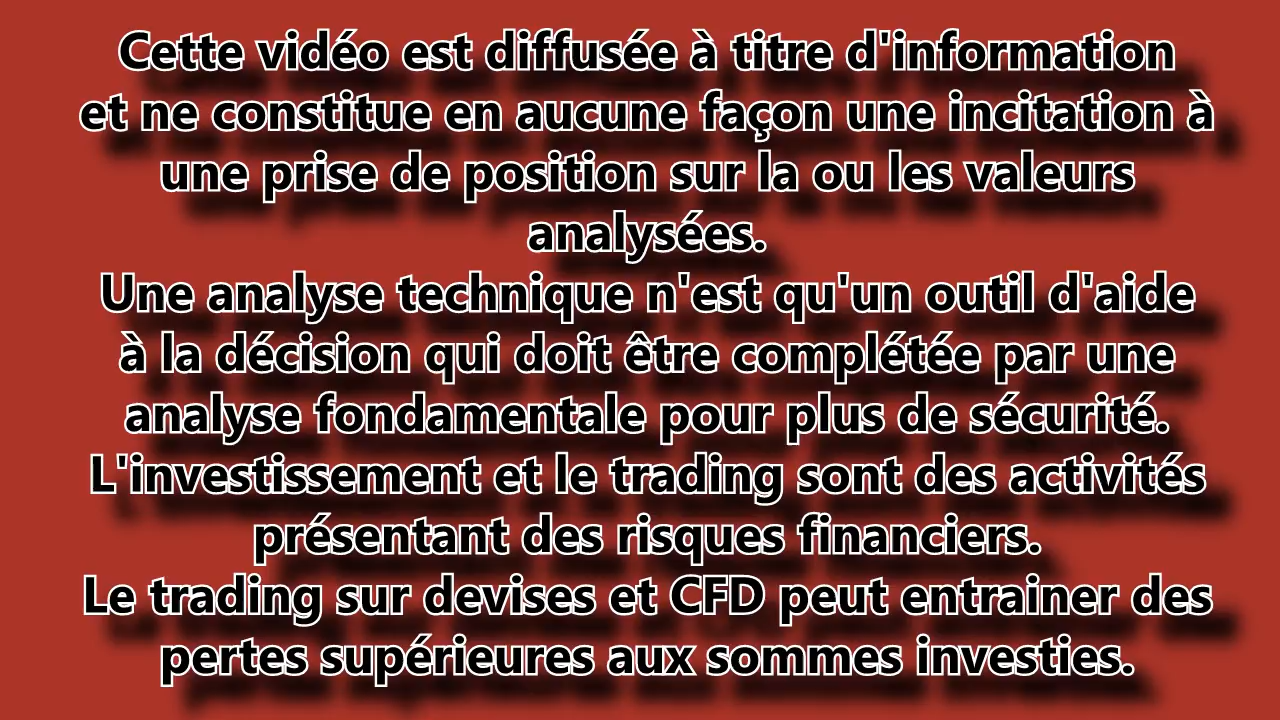 Cette vidéo est diffusée à titre d'information
et ne constitue en aucune façon une incitation à
une prise de position sur la ou les valeurs
analysées.
Une analyse technique n'est qu'un outil d'aide
à la décision qui doit être complétée par une
analyse fondamentale pour plus de sécurité.
L'investissement et le trading sont des activités
présentant des risques financiers.
Le trading sur devises et CFD peut entrainer des
pertes supérieures aux sommes investies.